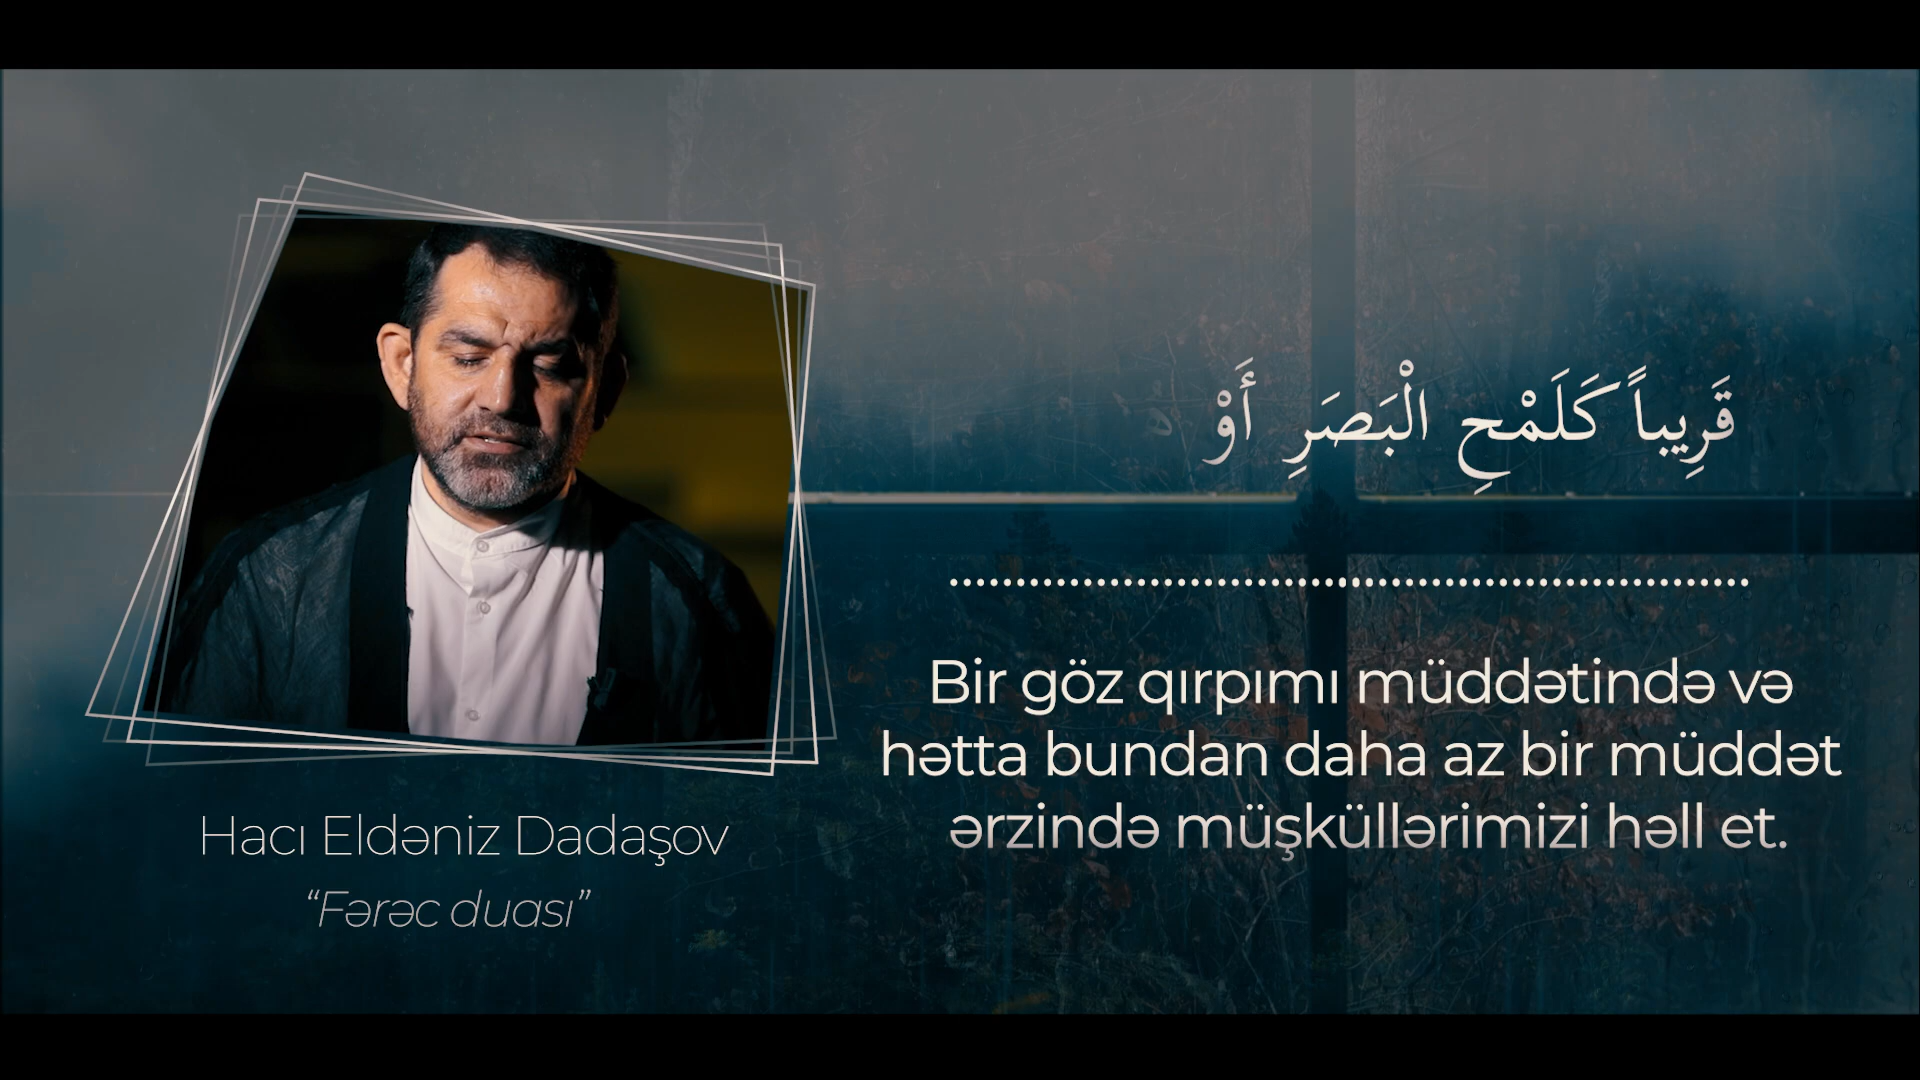 قَرِيباً كَلَمْحِ الْبَصَرِ أَوْ
Bir göz qırpımı müddətində və
hətta bundan daha az bir müddət
ərzində müşküllərimizi həll et.
Hacı Eldəniz Dadaşov
“Fərəc duası”